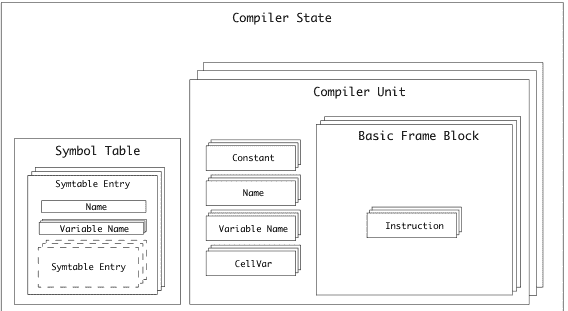 Compiler State
Compiler Unit
Symbol Table
Symtable Entry
Name
Variable Name
Symtable Entry
Constant
Name
Variable Name
CellVar
Basic Frame Block
Instruction